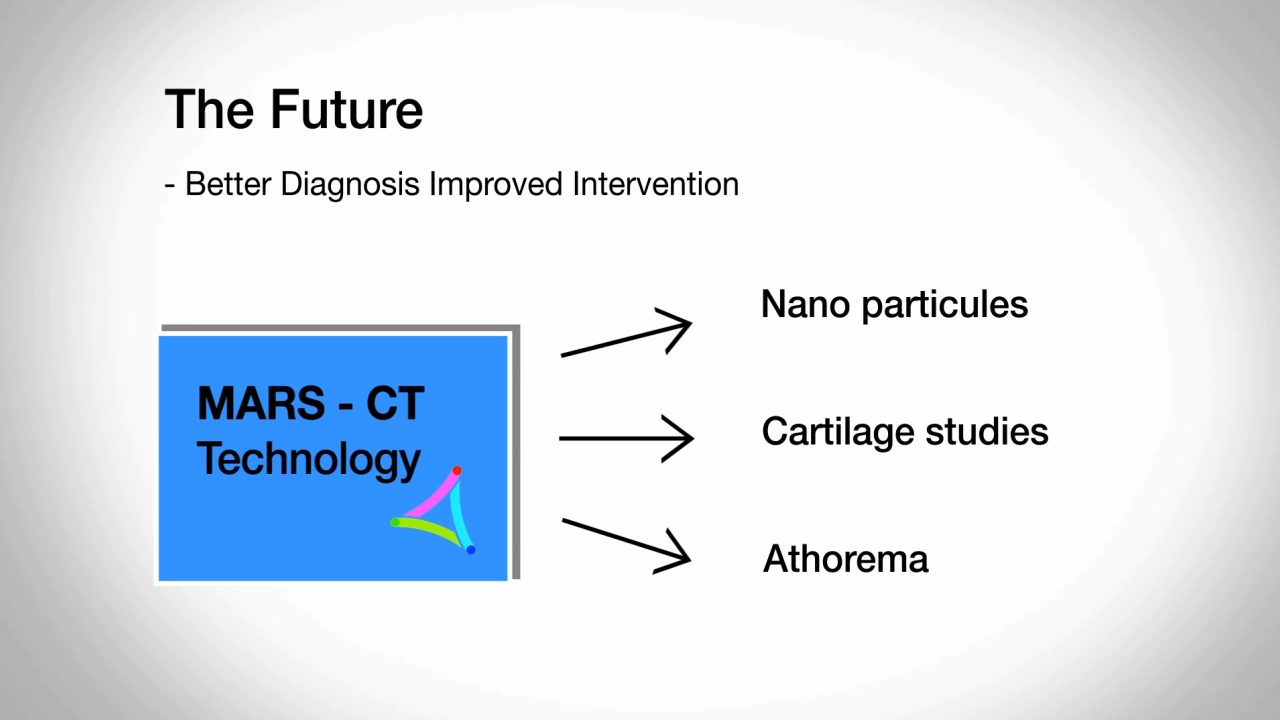 The Future
- Better Diagnosis Improved Intervention
Nano particules
MARS - CT
Technology
Cartilage studies
Athorema